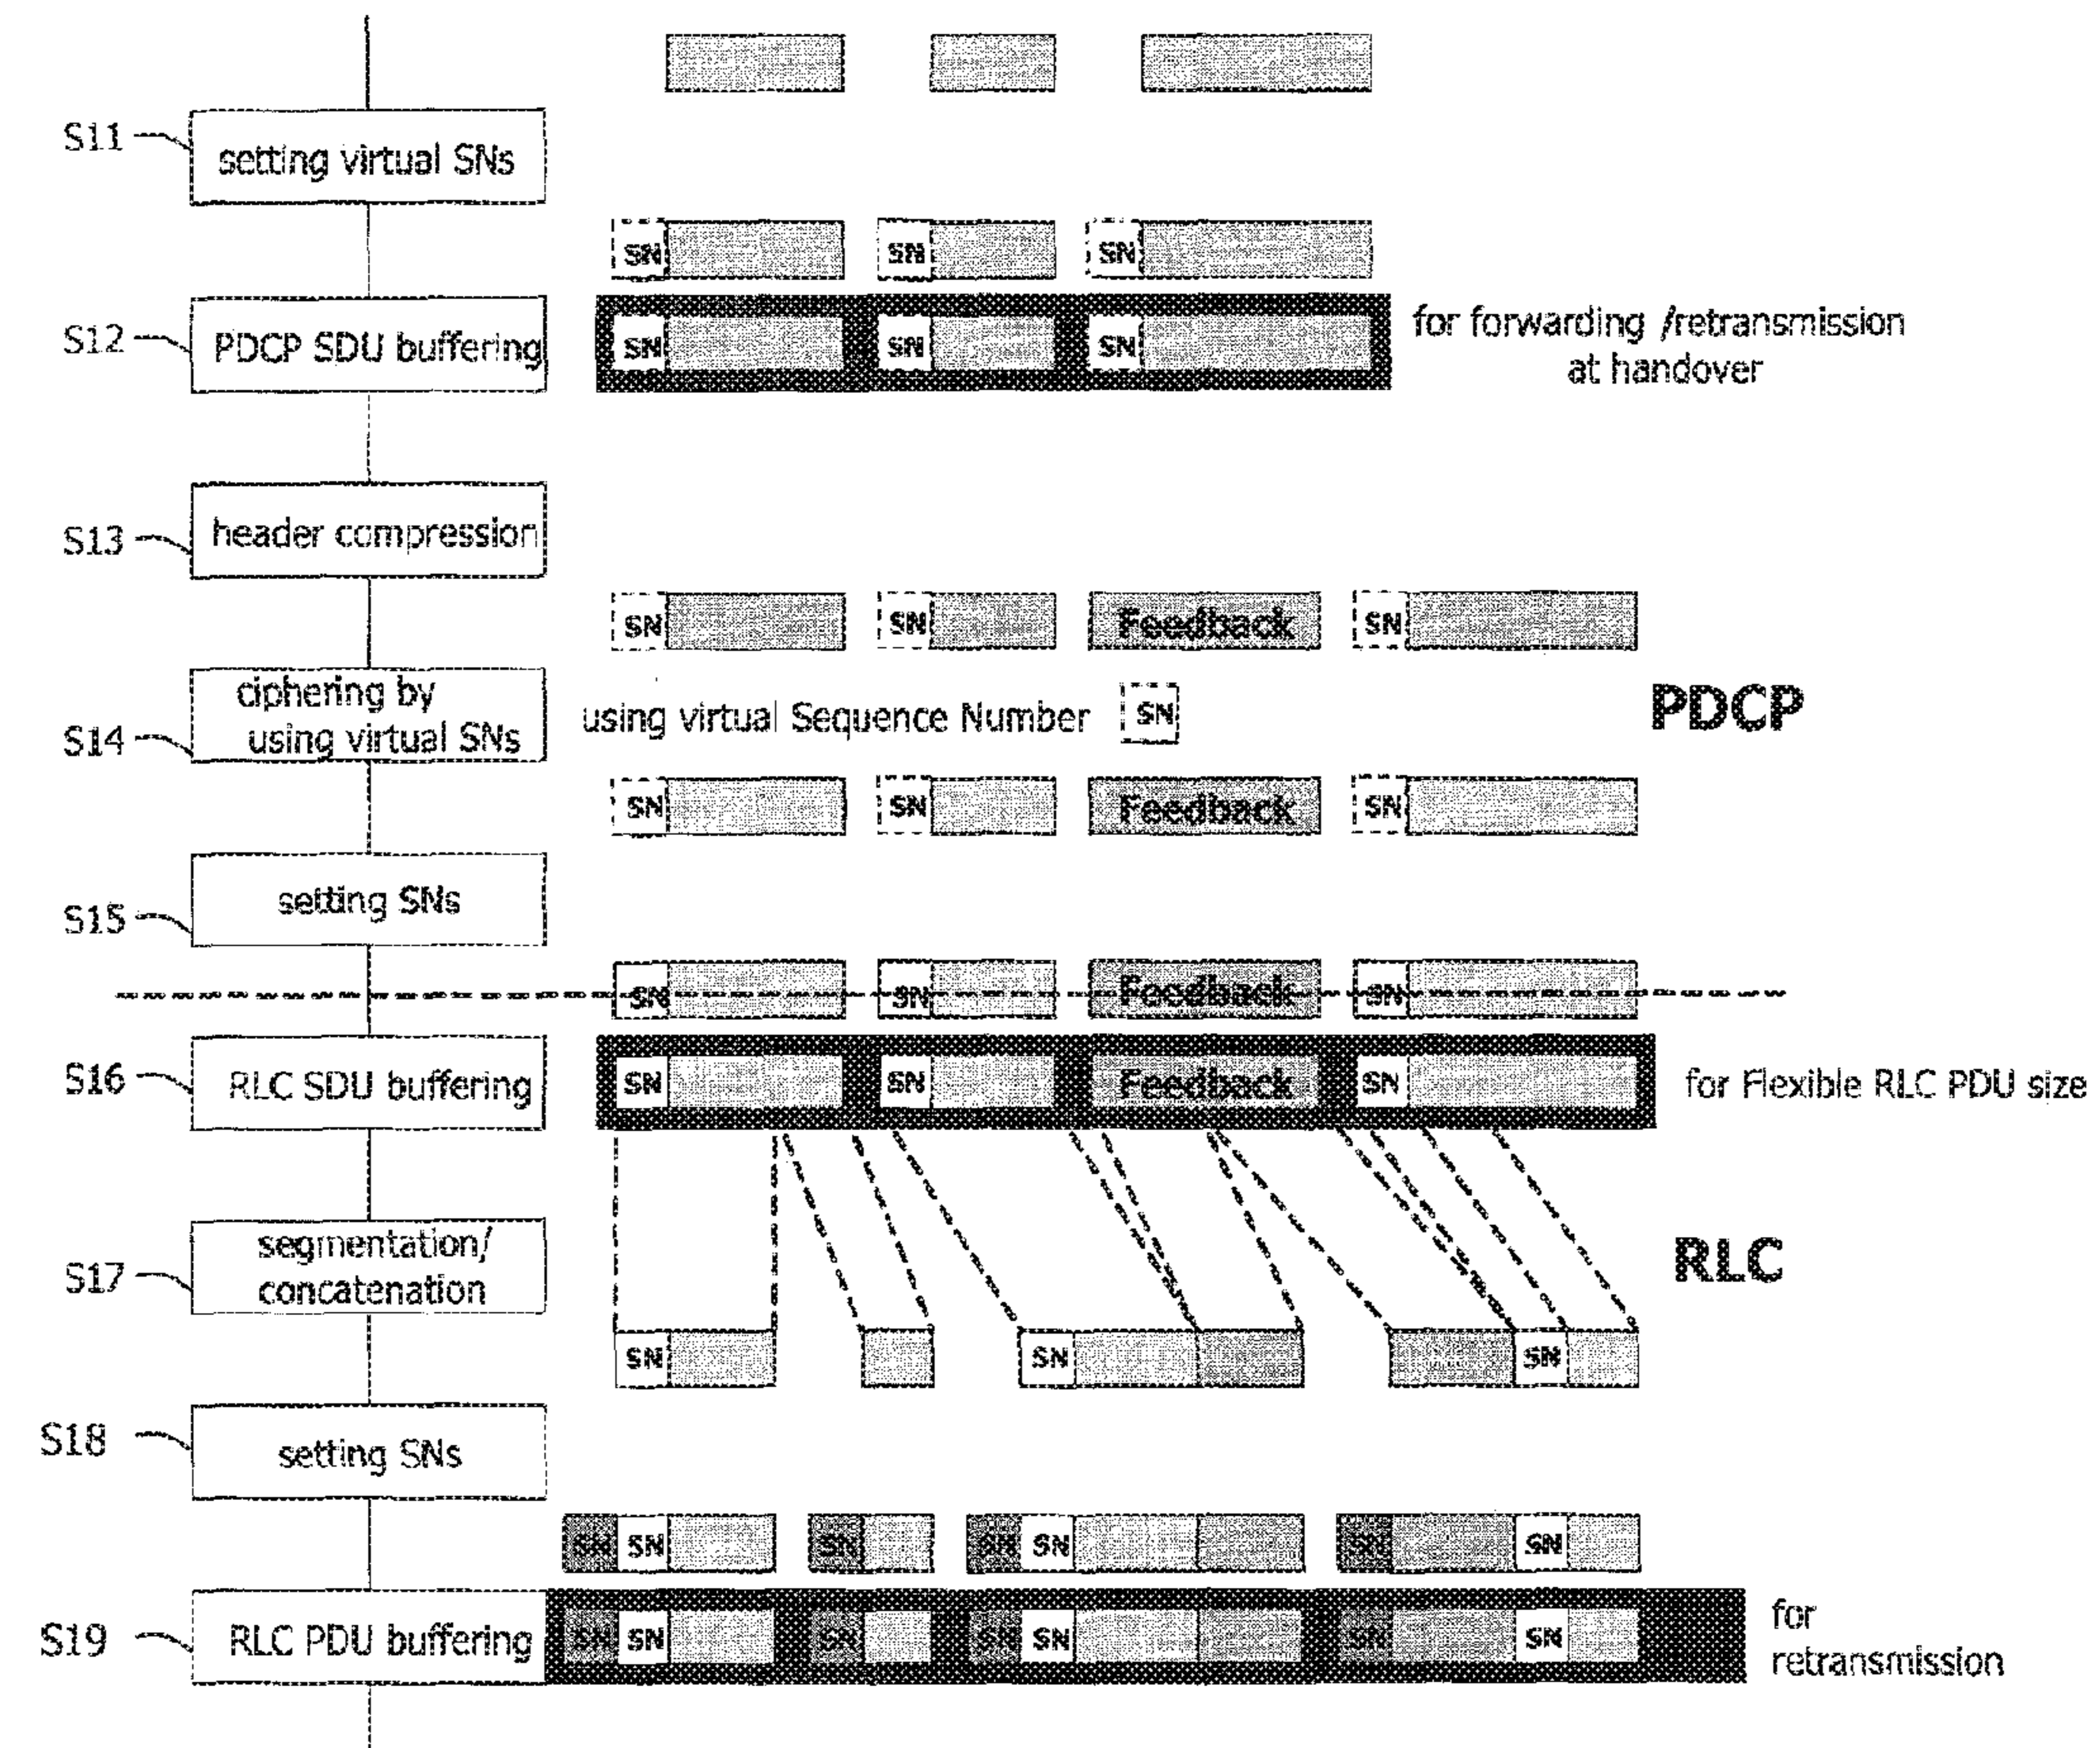 S11
setting virtual SNs
SN SN SN
S12
PDCP SDU buffering
SN SN SN
for forwarding /retransmission
at handover
S13
header compression
SN SN Feedback SN
S14
ciphering by
using virtual SNs
using virtual Sequence Number SN
PDCP
SN SN Feedback SN
S15
setting SNs
SN SN Feedback SN
S16
RLC SDU buffering
SN SN Feedback SN
for Flexible RLC PDU size
S17
segmentation/
concatenation
RLC
SN SN SN
S18
setting SNs
SN SN SN SN SN SN SN
S19
RLC PDU buffering
SN SN SN SN SN SN SN
for
retransmission